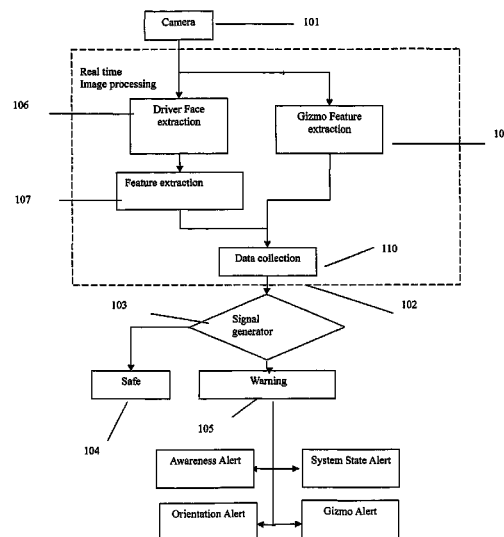 Camera
101
Real time
Image processing
106
Driver Face
extraction
Gizmo Feature
extraction
10
107
Feature extraction
Data collection
110
103
102
Signal
generator
Safe
Warning
104
105
Awareness Alert
System State Alert
Orientation Alert
Gizmo Alert